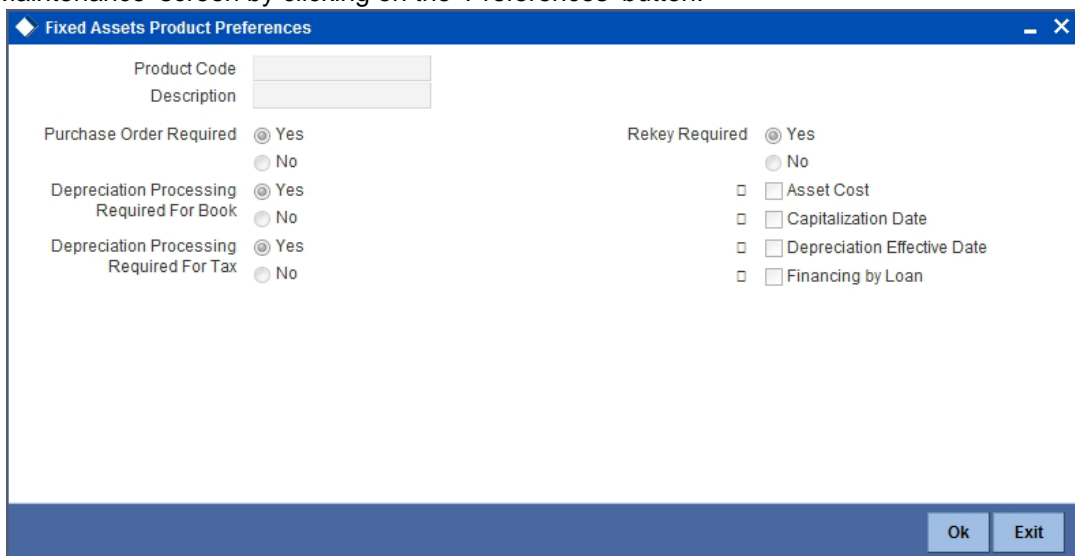 maintenance' screen by clicking on the 'Preferences' button.
Fixed Assets Product Preferences
Product Code
Description
Purchase Order Required Yes
No
Depreciation Processing Required For Book Yes
No
Depreciation Processing Required For Tax Yes
No
Rekey Required Yes
No
Asset Cost
Capitalization Date
Depreciation Effective Date
Financing by Loan
Ok Exit